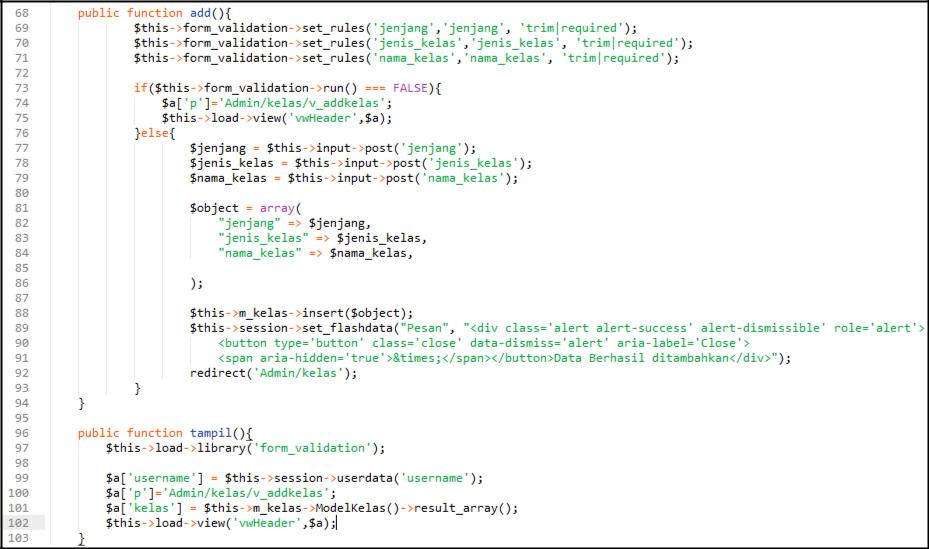 68 public function add(){
69 $this->form_validation->set_rules('jenjang','jenjang', 'trim|required');
70 $this->form_validation->set_rules('jenis_kelas','jenis_kelas', 'trim|required');
71 $this->form_validation->set_rules('nama_kelas','nama_kelas', 'trim|required');
72
73 if($this->form_validation->run() === FALSE){
74 $a['p']='Admin/kelas/v_addkelas';
75 $this->load->view('vwHeader',$a);
76 }else{
77 $jenjang = $this->input->post('jenjang');
78 $jenis_kelas = $this->input->post('jenis_kelas');
79 $nama_kelas = $this->input->post('nama_kelas');
80
81 $object = array(
82 "jenjang" => $jenjang,
83 "jenis_kelas" => $jenis_kelas,
84 "nama_kelas" => $nama_kelas,
85
86 );
87
88 $this->m_kelas->insert($object);
89 $this->session->set_flashdata("Pesan", "<div class='alert alert-success' alert-dismissible' role='alert'>
90 <button type='button' class='close' data-dismiss='alert' aria-label='Close'>
91 <span aria-hidden='true'>&times;</span></button>Data Berhasil ditambahkan</div>");
92 redirect('Admin/kelas');
93 }
94 }
95
96 public function tampil(){
97 $this->load->library('form_validation');
98
99 $a['username'] = $this->session->userdata('username');
100 $a['p']='Admin/kelas/v_addkelas';
101 $a['kelas'] = $this->m_kelas->ModelKelas()->result_array();
102 $this->load->view('vwHeader',$a);
103 }